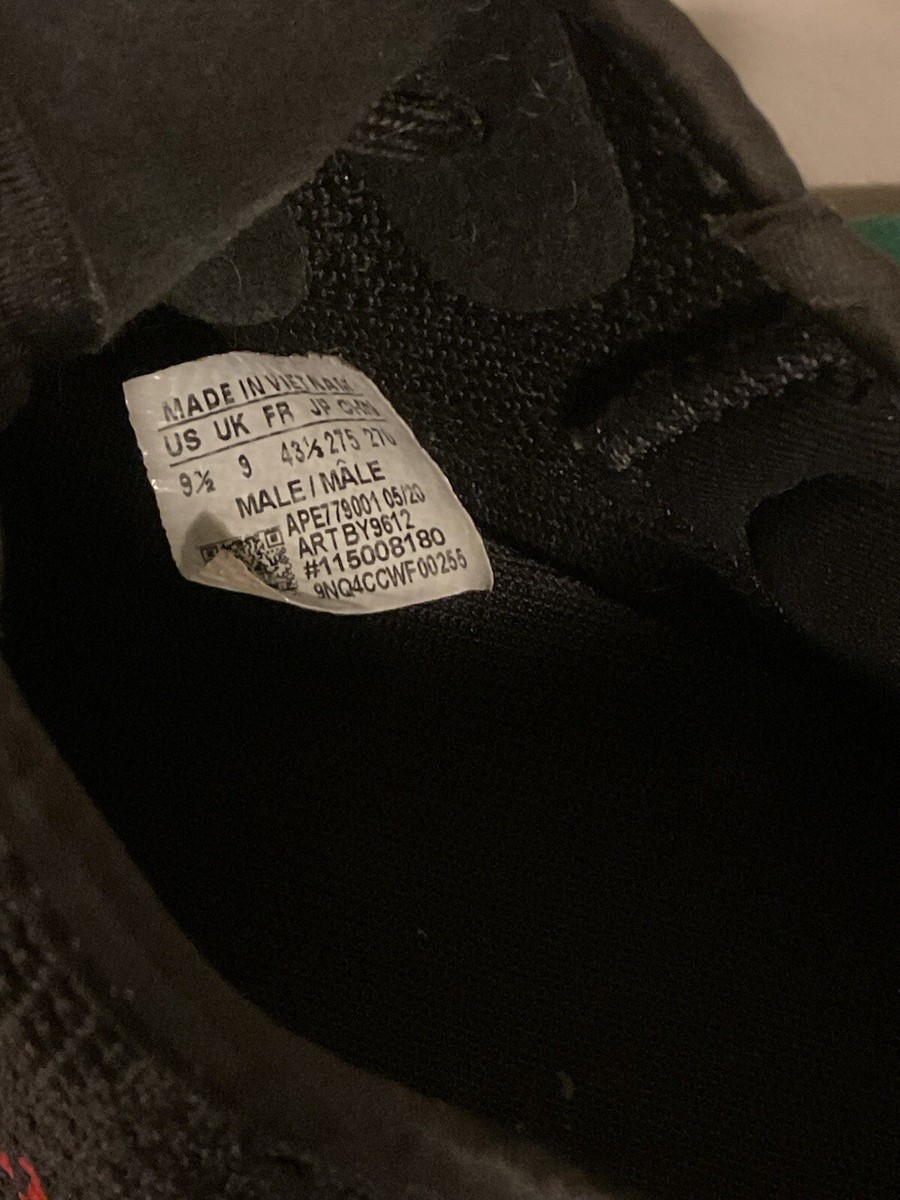 MADE IN VIETNAM
US UK FR JP CHN
9½ 9 43⅓ 275 270
MALE / MÂLE
APE779001 05/20
ART BY9612
#115008180
9NQ4CCWF00255